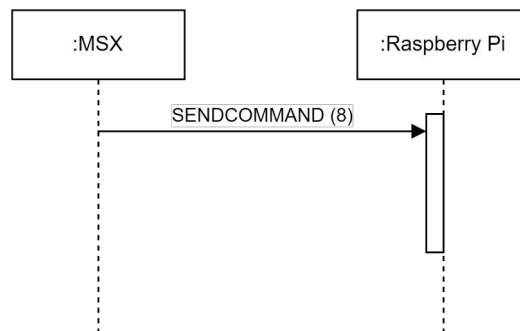 :MSX
:Raspberry Pi
SENDCOMMAND (8)